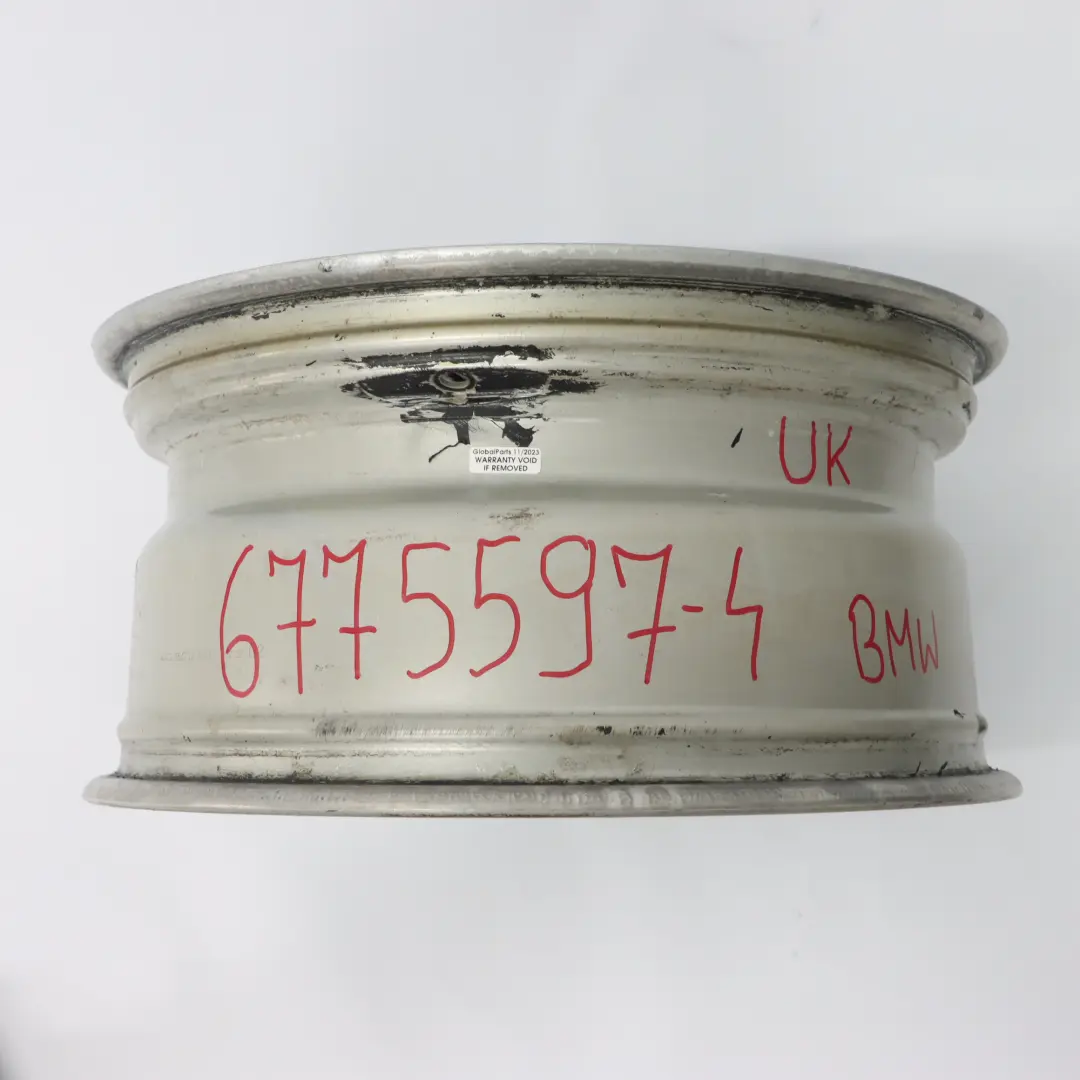 GlobalParts 11/2023
WARRANTY VOID
IF REMOVED
UK
6775597-4
BMW